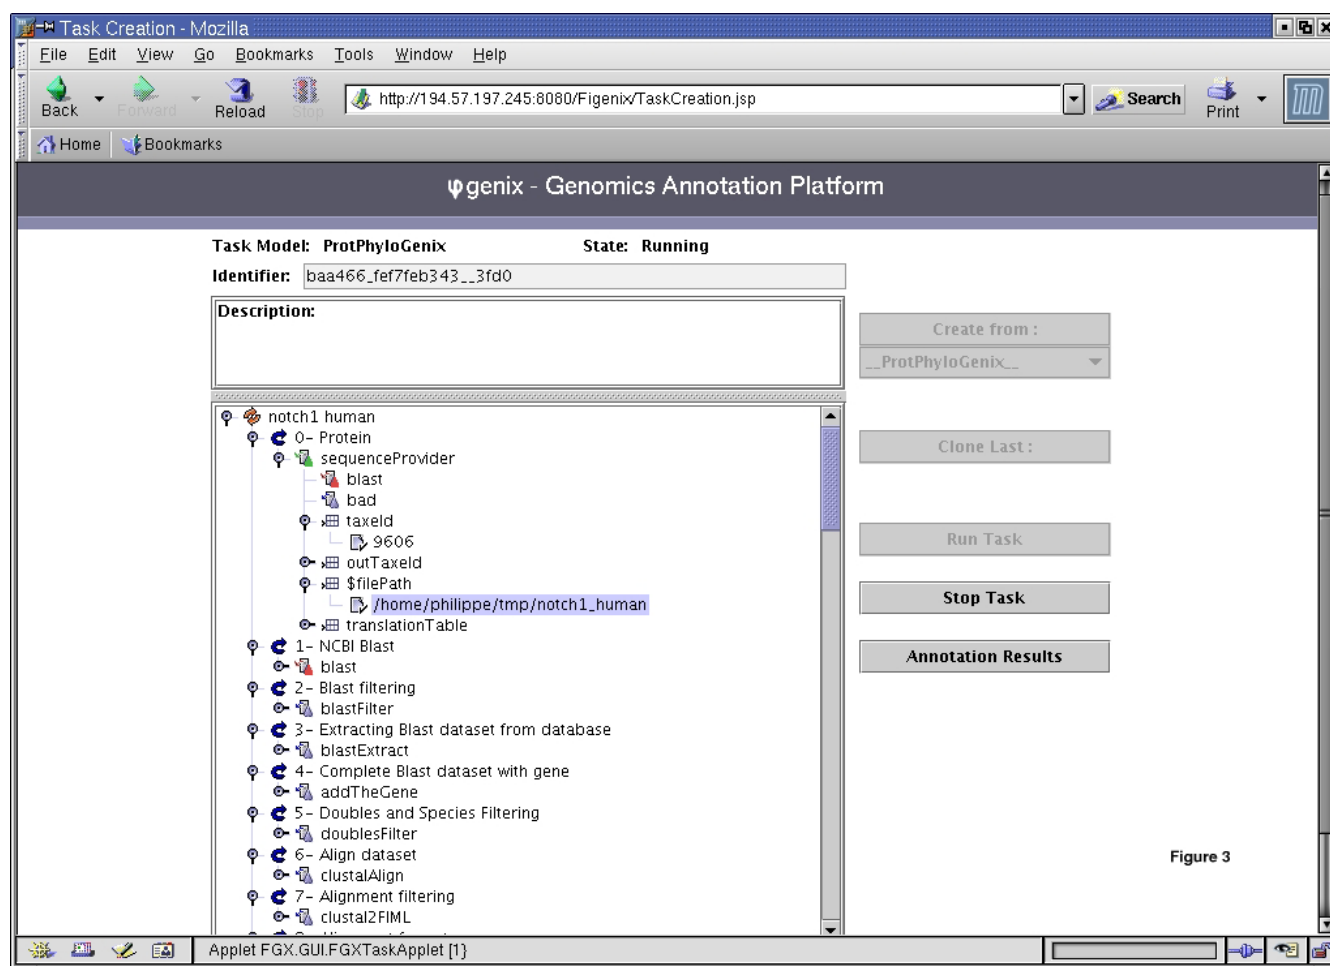 Task Creation - Mozilla
File Edit View Go Bookmarks Tools Window Help
Back Forward Reload Stop http://194.57.197.245:8080/Figenix/TaskCreation.jsp Search Print
Home Bookmarks
φgenix - Genomics Annotation Platform
Task Model: ProtPhyloGenix State: Running
Identifier: baa466_fef7feb343__3fd0
Description:
Create from :
__ProtPhyloGenix__
Clone Last :
Run Task
Stop Task
Annotation Results
notch1 human
0- Protein
sequenceProvider
blast
bad
taxeId
9606
outTaxeId
$filePath
/home/philippe/tmp/notch1_human
translationTable
1- NCBI Blast
blast
2- Blast filtering
blastFilter
3- Extracting Blast dataset from database
blastExtract
4- Complete Blast dataset with gene
addTheGene
5- Doubles and Species Filtering
doublesFilter
6- Align dataset
clustalAlign
7- Alignment filtering
clustal2FIML
Figure 3
Applet FGX.GUI.FGXTaskApplet [1}